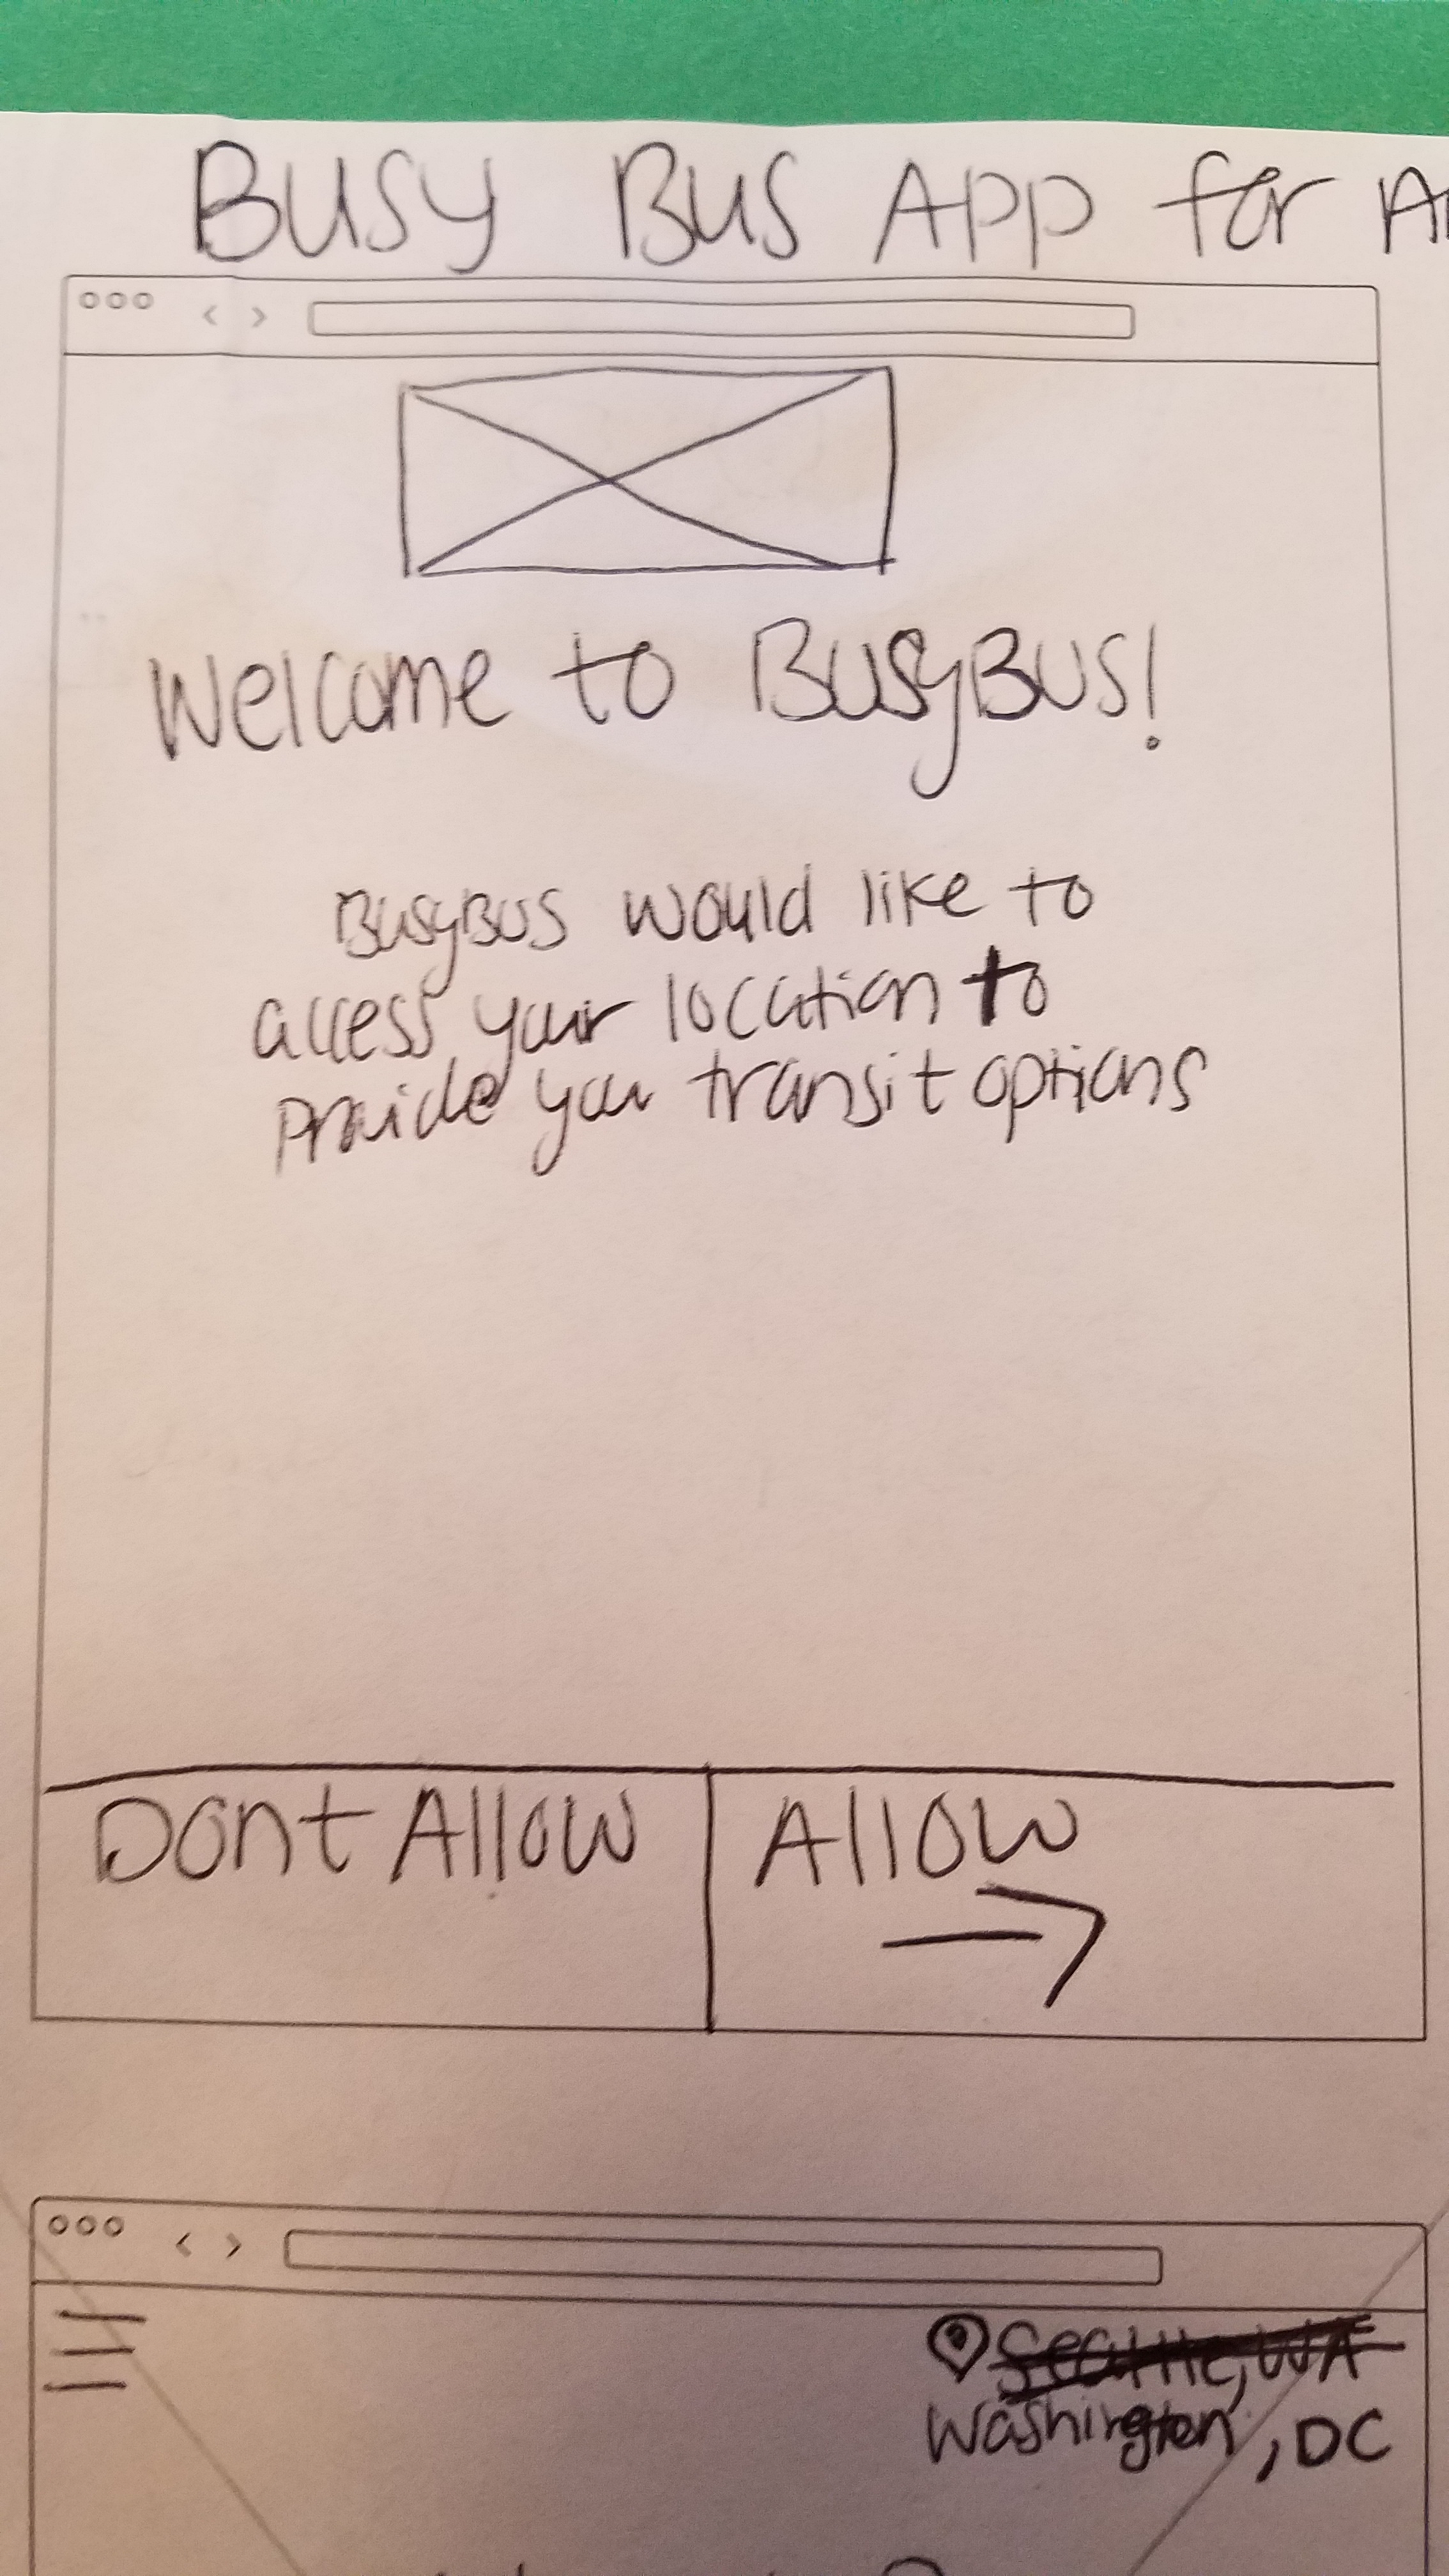 Busy Bus App for
Welcome to BusyBus!
BusyBus would like to
access your location to
provide you transit options
Dont Allow
Allow
Seattle, WA
Washington, DC